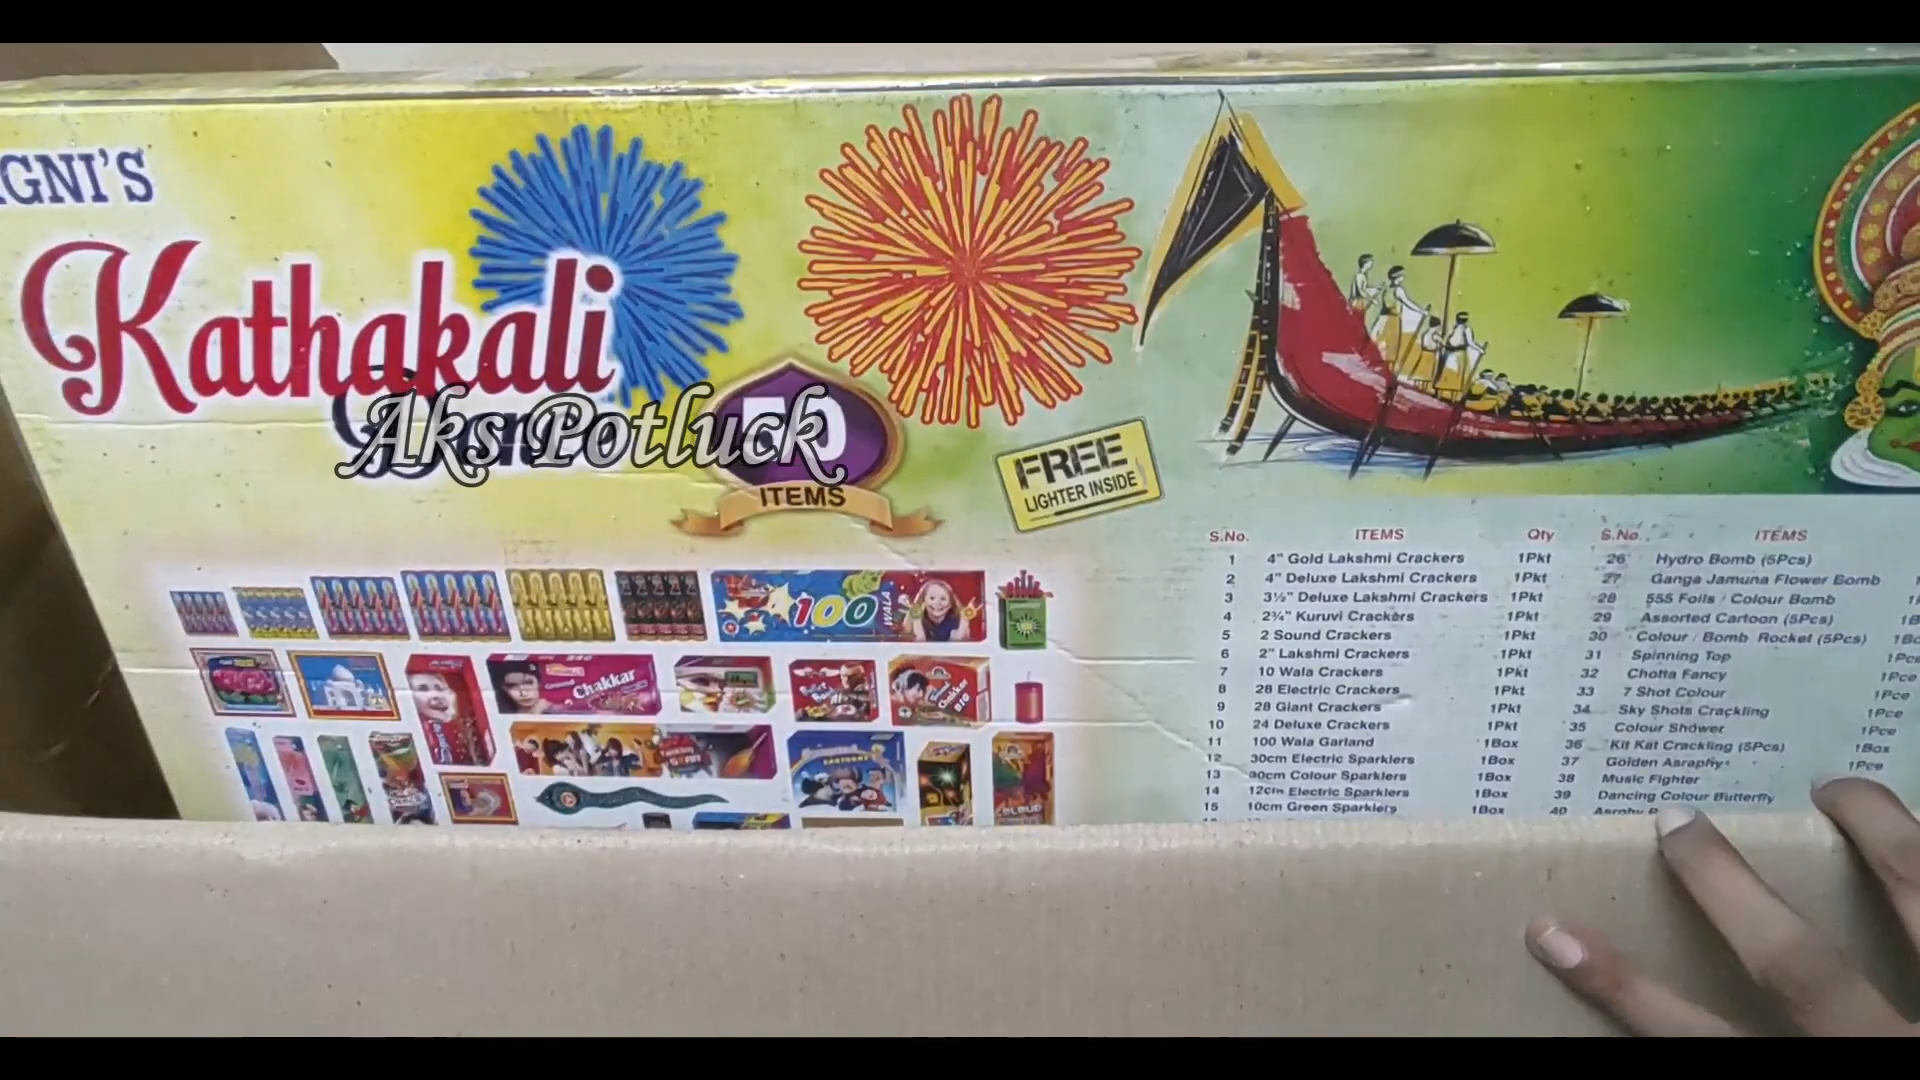 GNI'S
Kathakali
Aks Potluck
50
ITEMS
FREE
LIGHTER INSIDE
100
WALA
Chakkar
S.No. ITEMS Qty
1 4" Gold Lakshmi Crackers 1Pkt
2 4" Deluxe Lakshmi Crackers 1Pkt
3 3½" Deluxe Lakshmi Crackers 1Pkt
4 2¾" Kuruvi Crackers 1Pkt
5 2 Sound Crackers 1Pkt
6 2" Lakshmi Crackers 1Pkt
7 10 Wala Crackers 1Pkt
8 28 Electric Crackers 1Pkt
9 28 Giant Crackers 1Pkt
10 24 Deluxe Crackers 1Pkt
11 100 Wala Garland 1Box
12 30cm Electric Sparklers 1Box
13 30cm Colour Sparklers 1Box
14 12cm Electric Sparklers 1Box
15 10cm Green Sparklers 1Box
S.No. ITEMS
26 Hydro Bomb (5Pcs)
27 Ganga Jamuna Flower Bomb
28 555 Foils / Colour Bomb
29 Assorted Cartoon (5Pcs)
30 Colour / Bomb Rocket (5Pcs)
31 Spinning Top
32 Chotta Fancy 1Pce
33 7 Shot Colour 1Pce
34 Sky Shots Crackling 1Pce
35 Colour Shower 1Pce
36 Kit Kat Crackling (5Pcs) 1Box
37 Golden Asraphy 1Pce
38 Music Fighter
39 Dancing Colour Butterfly
40